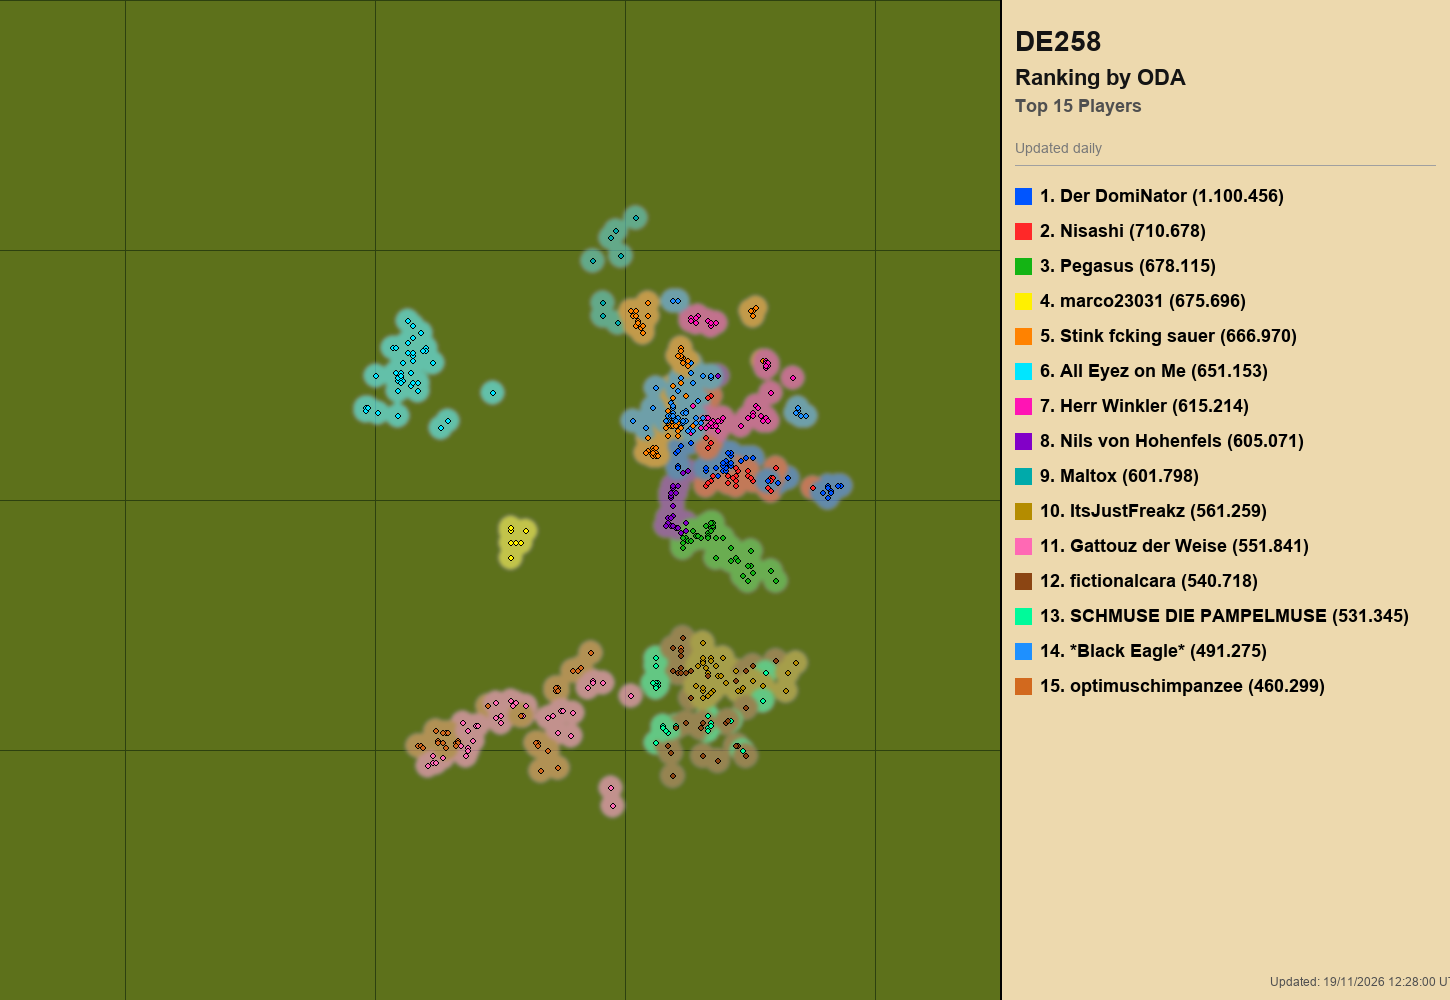 DE258
Ranking by ODA
Top 15 Players
Updated daily
1. Der DomiNator (1.100.456)
2. Nisashi (710.678)
3. Pegasus (678.115)
4. marco23031 (675.696)
5. Stink fcking sauer (666.970)
6. All Eyez on Me (651.153)
7. Herr Winkler (615.214)
8. Nils von Hohenfels (605.071)
9. Maltox (601.798)
10. ItsJustFreakz (561.259)
11. Gattouz der Weise (551.841)
12. fictionalcara (540.718)
13. SCHMUSE DIE PAMPELMUSE (531.345)
14. *Black Eagle* (491.275)
15. optimuschimpanzee (460.299)
Updated: 19/11/2026 12:28:00